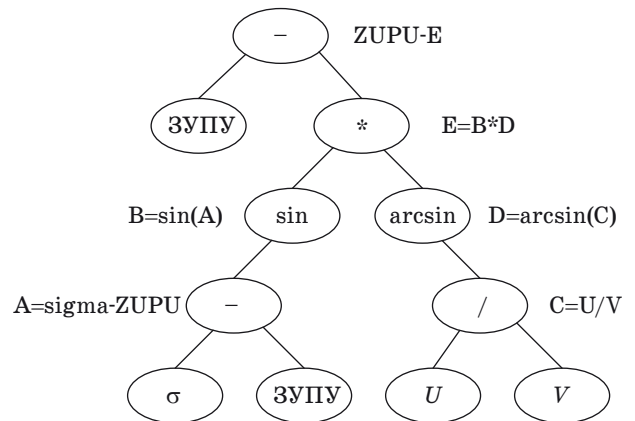 – ZUPU-E
ЗУПУ * E=B*D
B=sin(A) sin arcsin D=arcsin(C)
A=sigma-ZUPU – / C=U/V
σ ЗУПУ U V